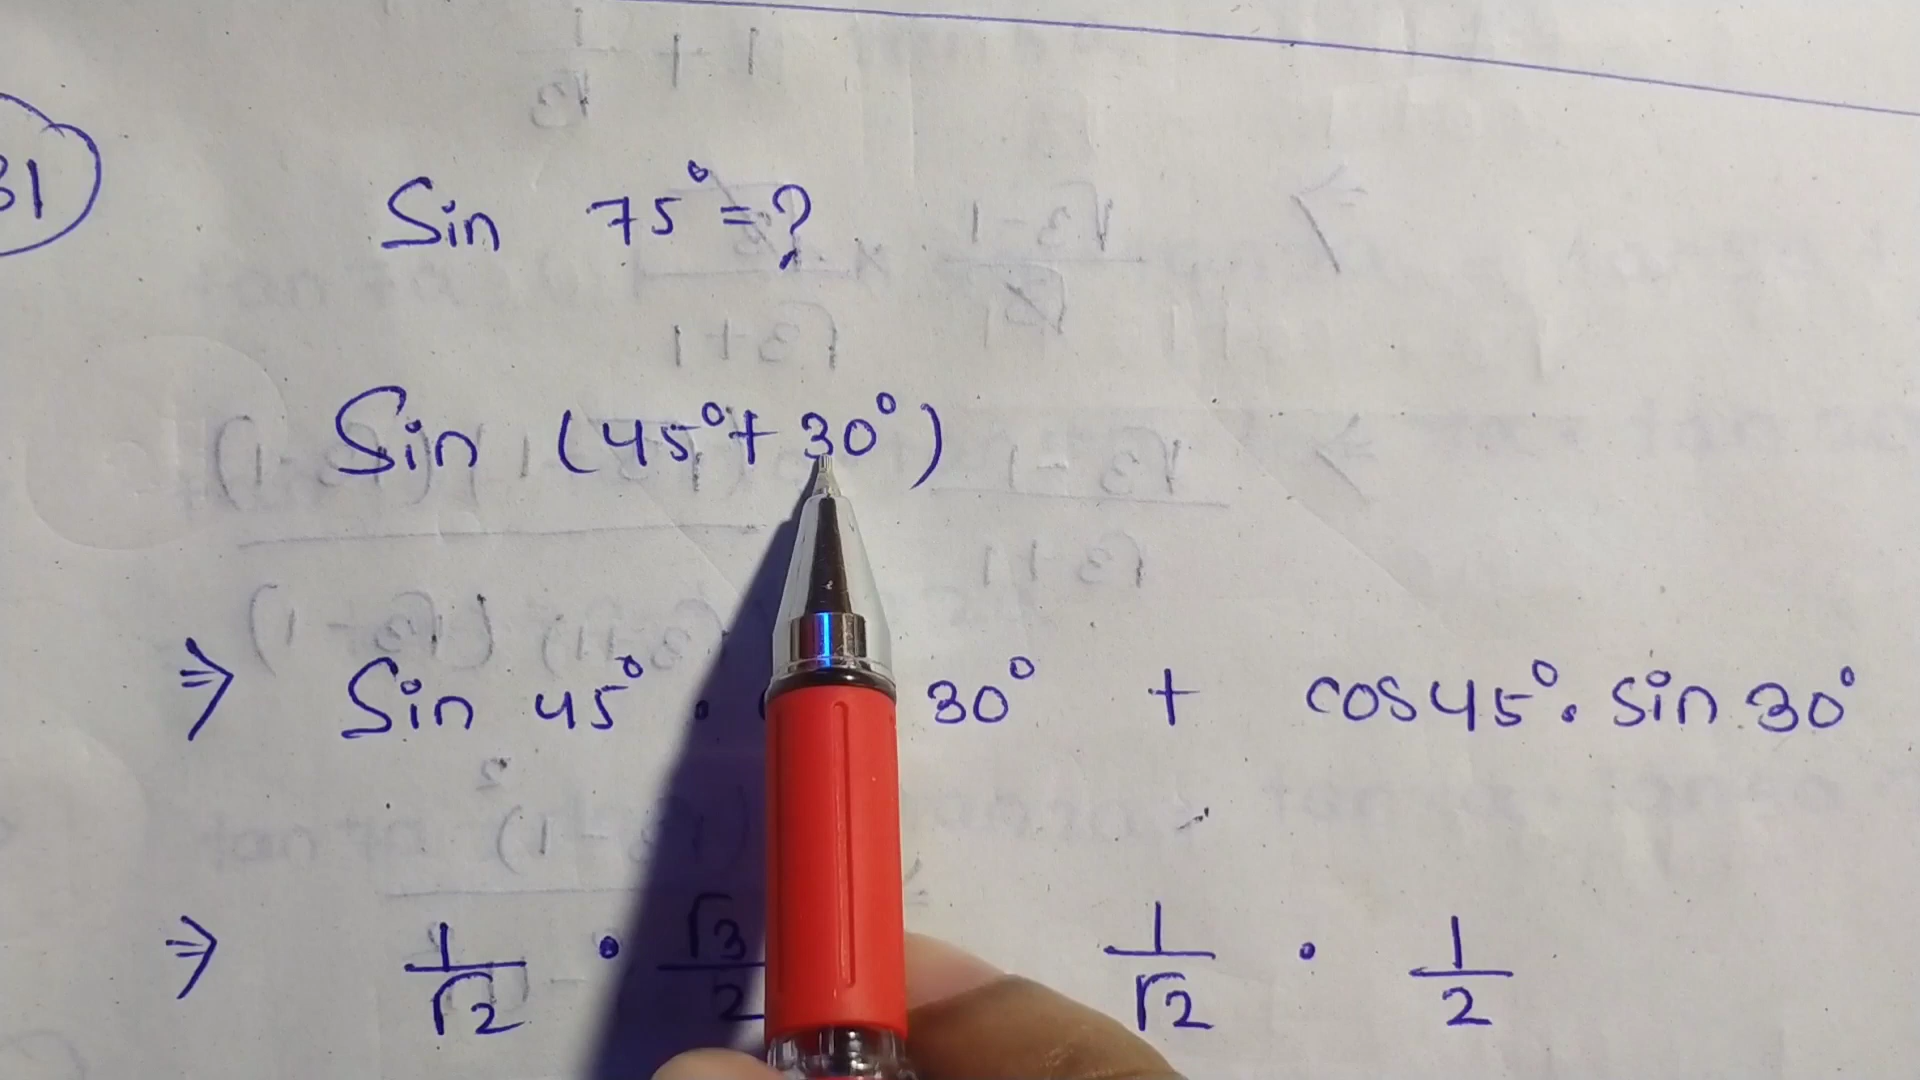 31
Sin 75° = ?
Sin (45° + 30°)
⇒ Sin 45° . 30° + cos 45° . sin 30°
⇒ 1/√2 . √3/2 1/√2 . 1/2